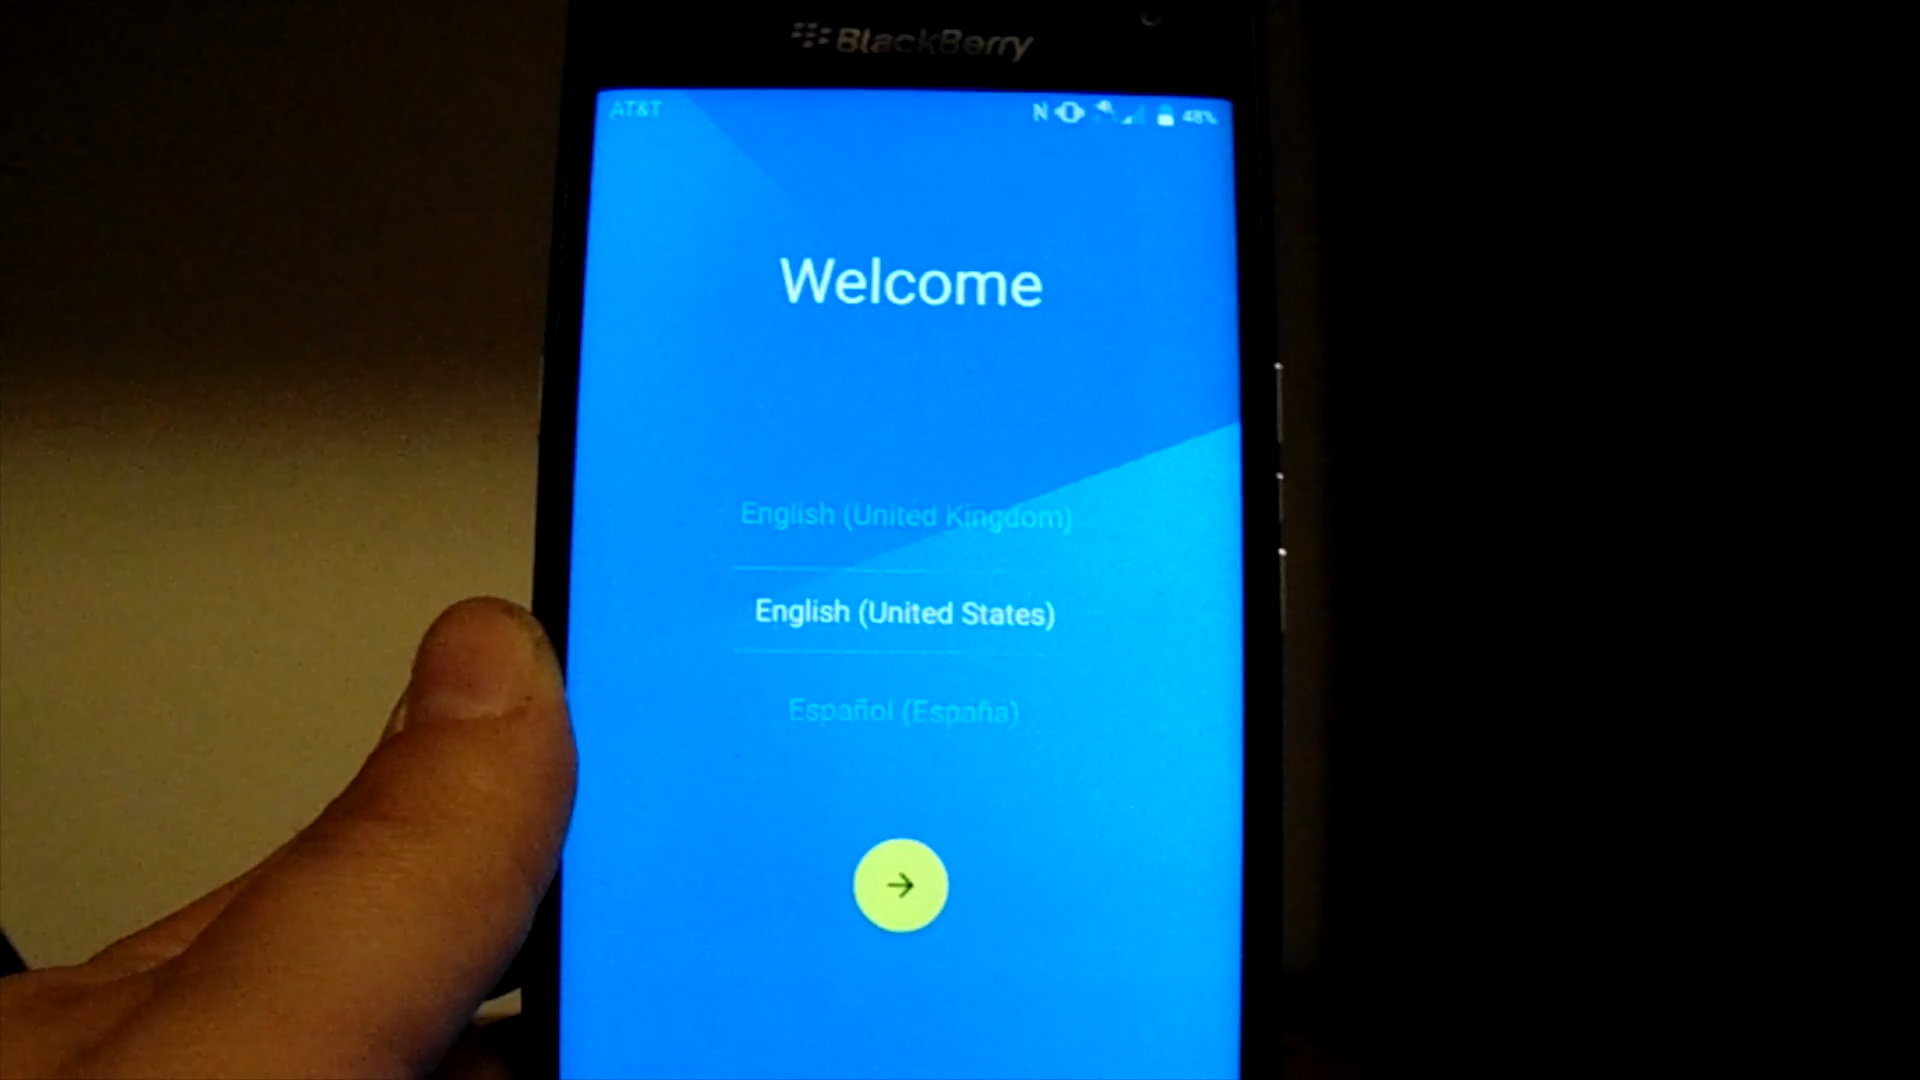 BlackBerry
AT&T
N 48%
Welcome
English (United Kingdom)
English (United States)
Español (España)